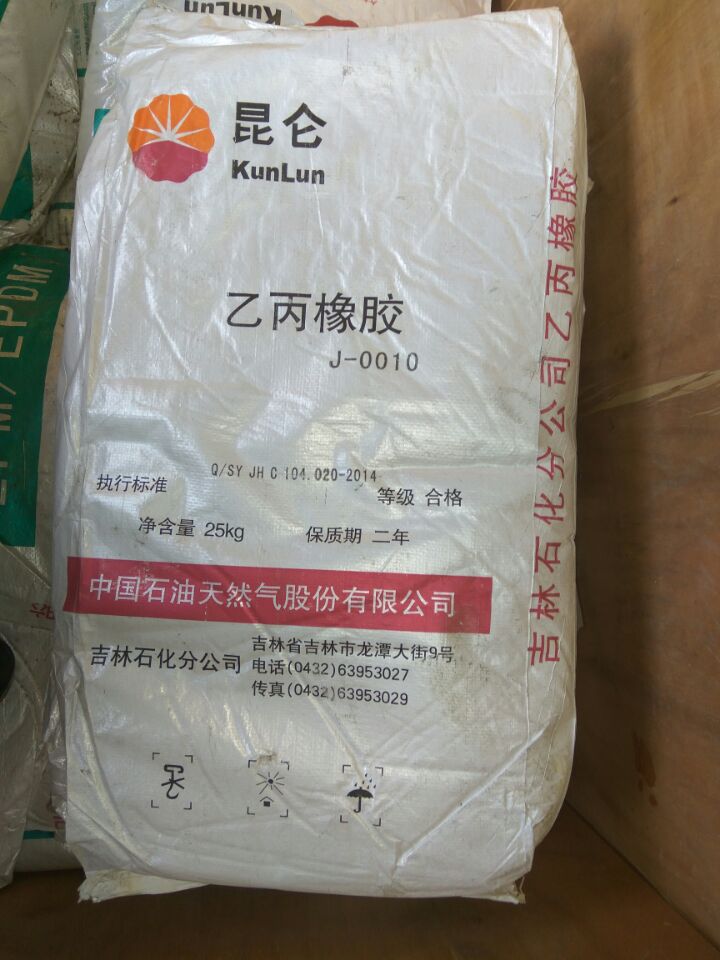 KunLun
昆仑
KunLun
乙丙橡胶
J-0010
执行标准 Q/SY JH C 104.020-2014
等级 合格
净含量 25kg 保质期 二年
中国石油天然气股份有限公司
吉林石化分公司
吉林省吉林市龙潭大街9号
电话(0432)63953027
传真(0432)63953029
吉林石化分公司乙丙橡胶
EPM/EPDM